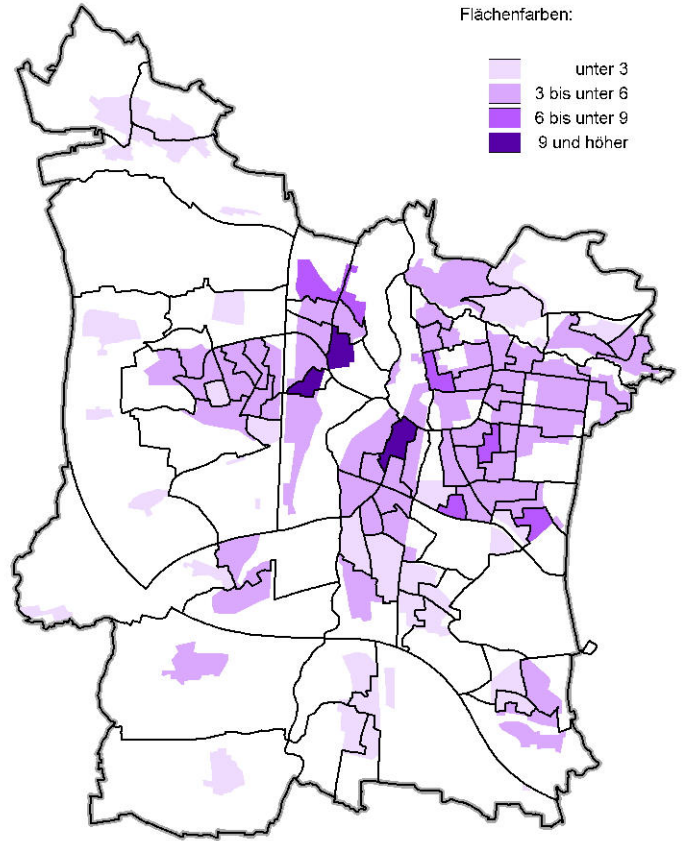 Flächenfarben:
unter 3
3 bis unter 6
6 bis unter 9
9 und höher